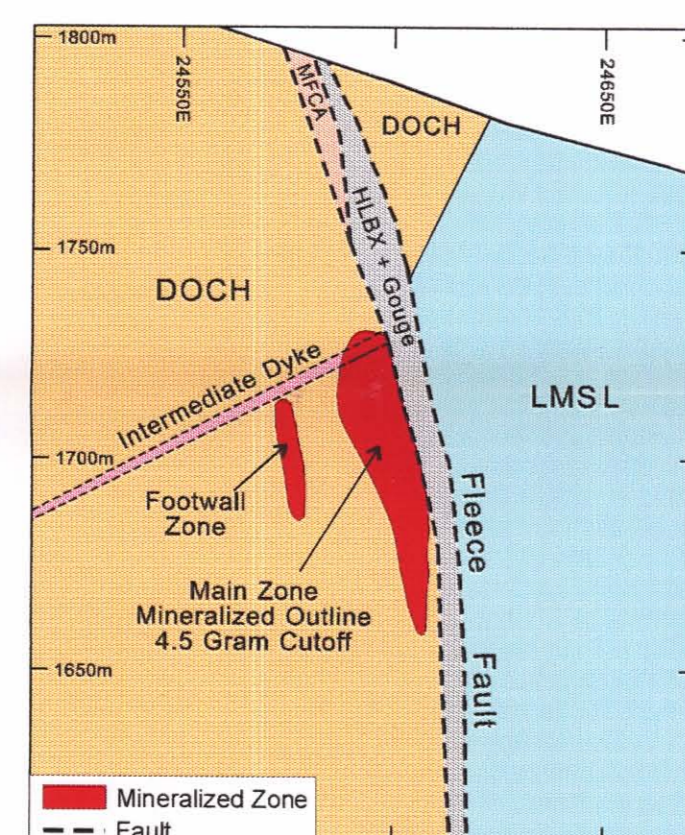 1800m
24550E
24650E
MFCA
DOCH
HLBX + Gouge
1750m
DOCH
LMSL
Intermediate Dyke
1700m
Footwall
Zone
Fleece Fault
Main Zone
Mineralized Outline
4.5 Gram Cutoff
1650m
Mineralized Zone
Fault